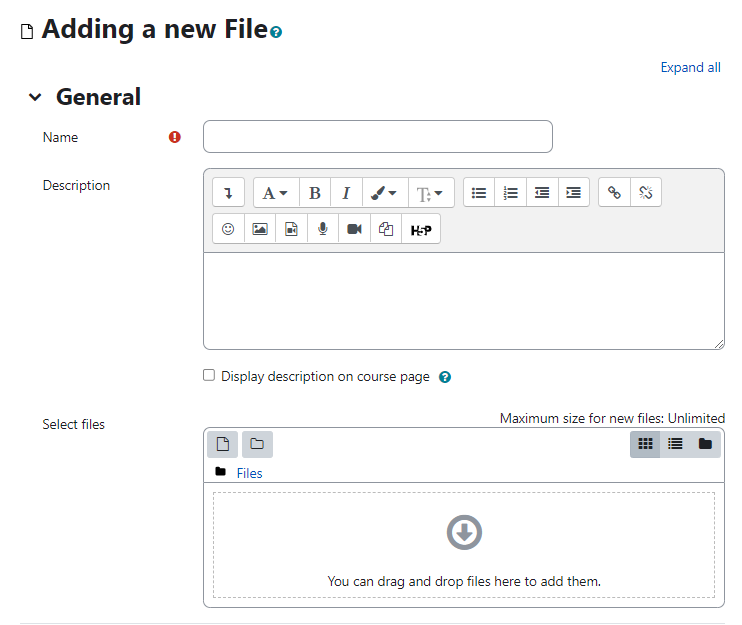 Adding a new File
Expand all
General
Name
Description
A B I T
H5P
Display description on course page
Select files
Maximum size for new files: Unlimited
Files
You can drag and drop files here to add them.